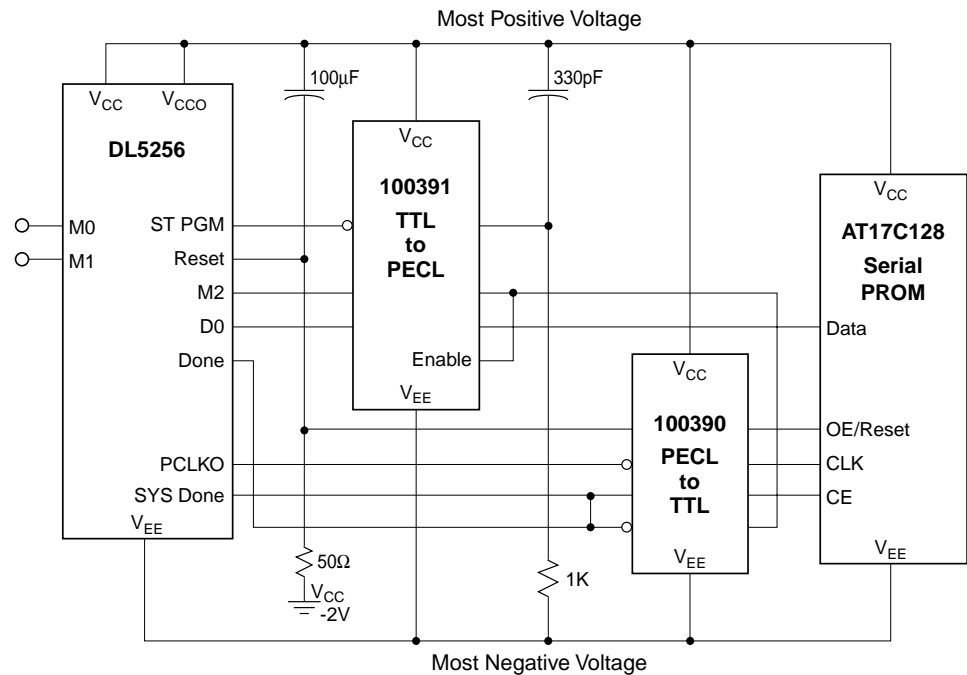 Most Positive Voltage
100µF
330pF
VCC
VCCO
DL5256
M0
M1
ST PGM
Reset
M2
D0
Done
PCLKO
SYS Done
VEE
VCC
100391
TTL
to
PECL
Enable
VEE
VCC
100390
PECL
to
TTL
VEE
VCC
AT17C128
Serial
PROM
Data
OE/Reset
CLK
CE
VEE
50Ω
VCC
-2V
1K
Most Negative Voltage